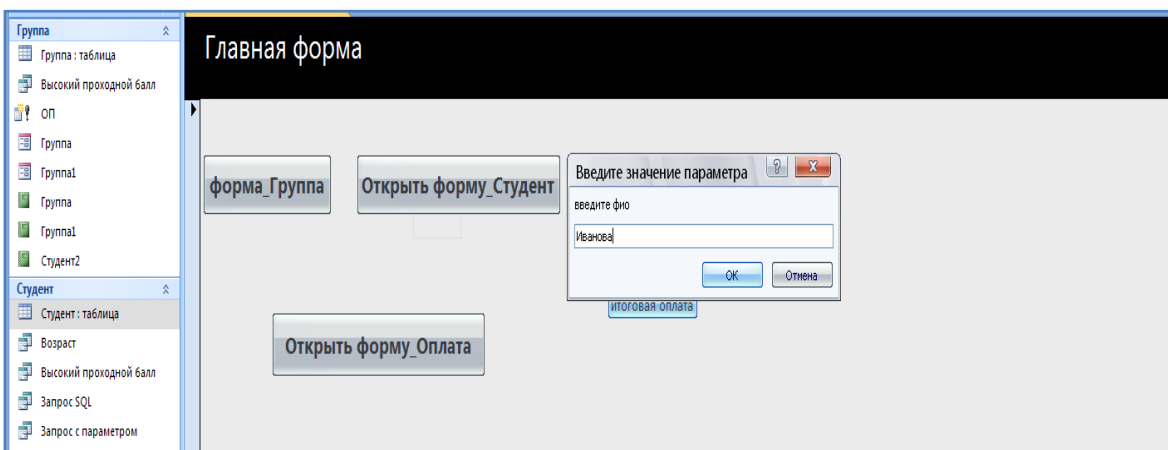 Группа
Группа : таблица
Высокий проходной балл
ОП
Группа
Группа1
Группа
Группа1
Студент2
Студент
Студент : таблица
Возраст
Высокий проходной балл
Запрос SQL
Запрос с параметром
Главная форма
форма_Группа
Открыть форму_Студент
Введите значение параметра
введите фио
Иванова
ОК
Отмена
итоговая оплата
Открыть форму_Оплата